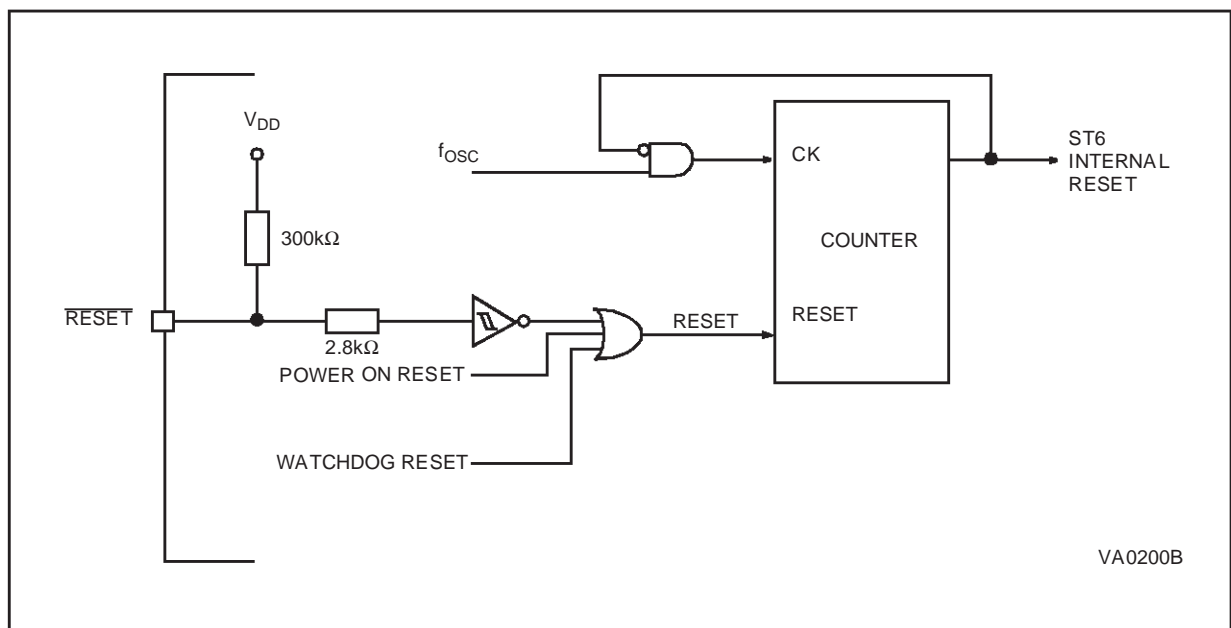 V_DD
f_OSC
CK
ST6
INTERNAL
RESET
300kΩ
COUNTER
RESET
2.8kΩ
RESET
RESET
POWER ON RESET
WATCHDOG RESET
VA0200B